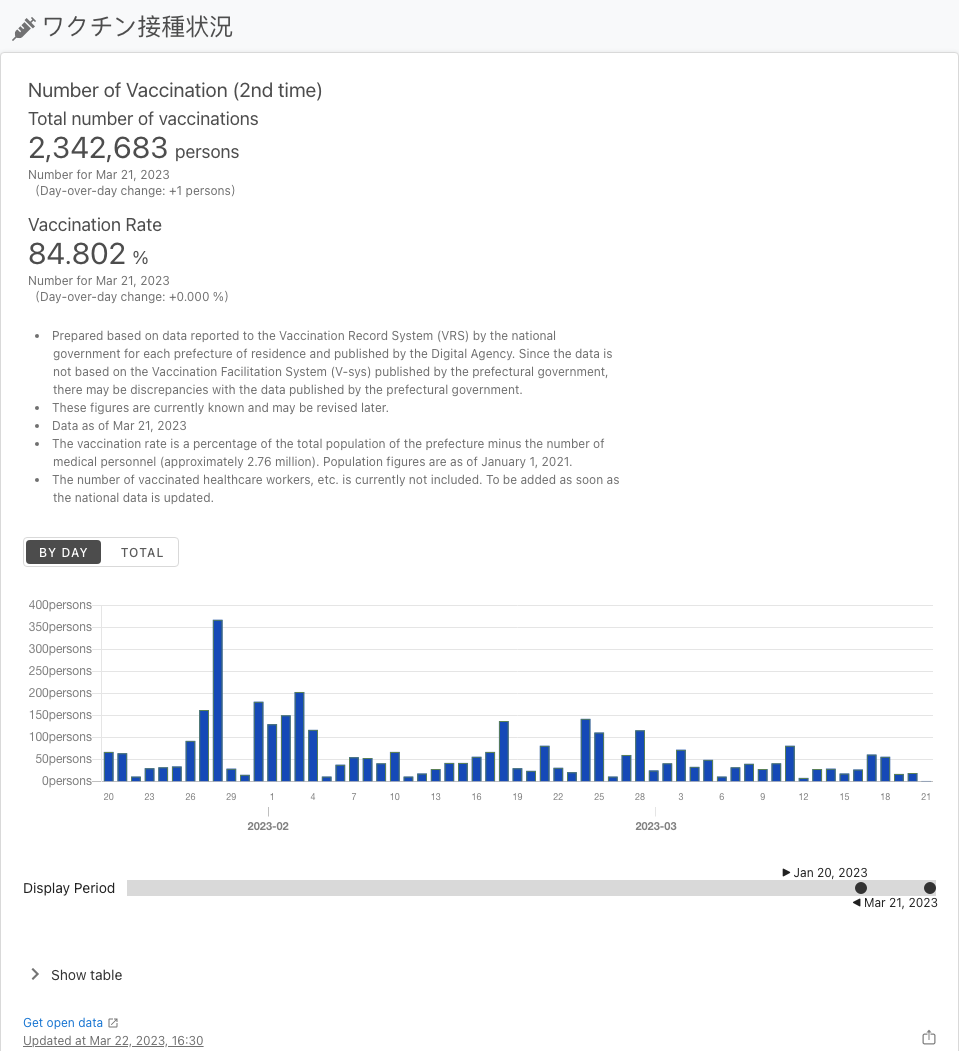 ワクチン接種状況
Number of Vaccination (2nd time)
Total number of vaccinations
2,342,683 persons
Number for Mar 21, 2023
(Day-over-day change: +1 persons)
Vaccination Rate
84.802 %
Number for Mar 21, 2023
(Day-over-day change: +0.000 %)
• Prepared based on data reported to the Vaccination Record System (VRS) by the national
government for each prefecture of residence and published by the Digital Agency. Since the data is
not based on the Vaccination Facilitation System (V-sys) published by the prefectural government,
there may be discrepancies with the data published by the prefectural government.
• These figures are currently known and may be revised later.
• Data as of Mar 21, 2023
• The vaccination rate is a percentage of the total population of the prefecture minus the number of
medical personnel (approximately 2.76 million). Population figures are as of January 1, 2021.
• The number of vaccinated healthcare workers, etc. is currently not included. To be added as soon as
the national data is updated.
BY DAY TOTAL
400persons
350persons
300persons
250persons
200persons
150persons
100persons
50persons
0persons
20 23 26 29 1 4 7 10 13 16 19 22 25 28 3 6 9 12 15 18 21
2023-02 2023-03
Jan 20, 2023
Display Period
Mar 21, 2023
Show table
Get open data
Updated at Mar 22, 2023, 16:30